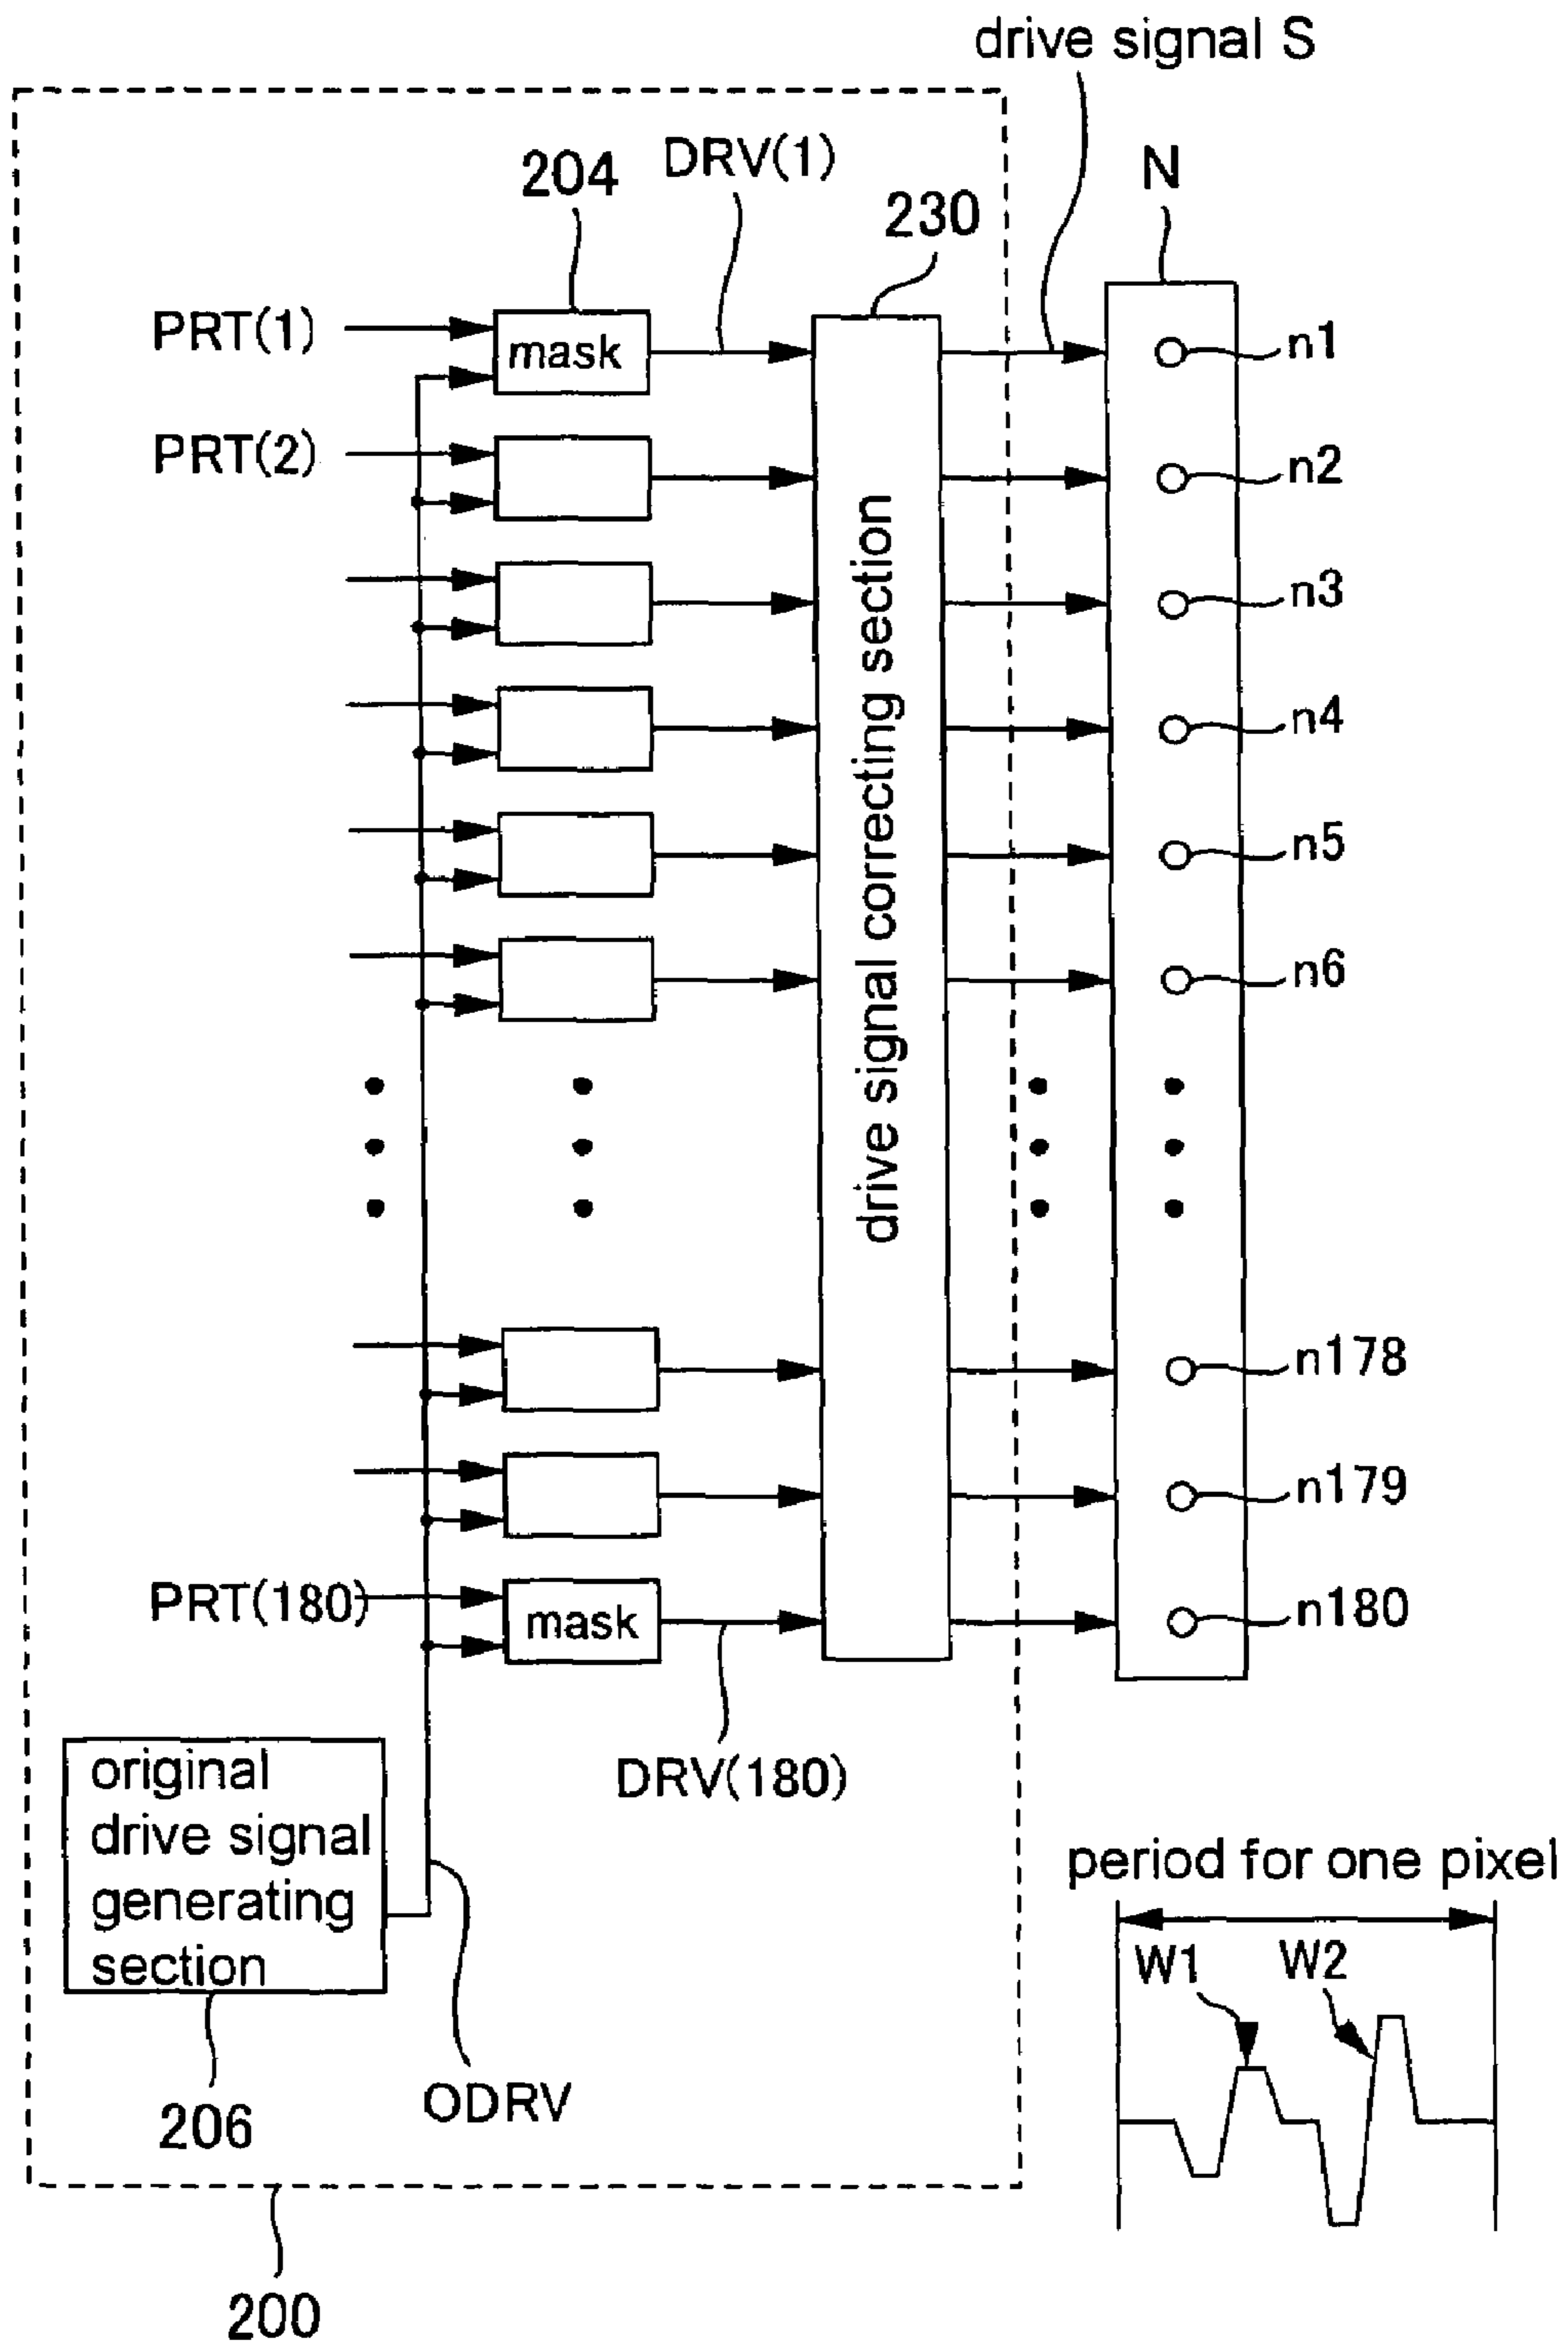 drive signal S
DRV(1)
N
204
230
PRT(1)
mask
n1
PRT(2)
n2
n3
n4
n5
n6
drive signal correcting section
n178
n179
PRT(180)
mask
n180
DRV(180)
original
drive signal
generating
section
period for one pixel
W1
W2
ODRV
206
200